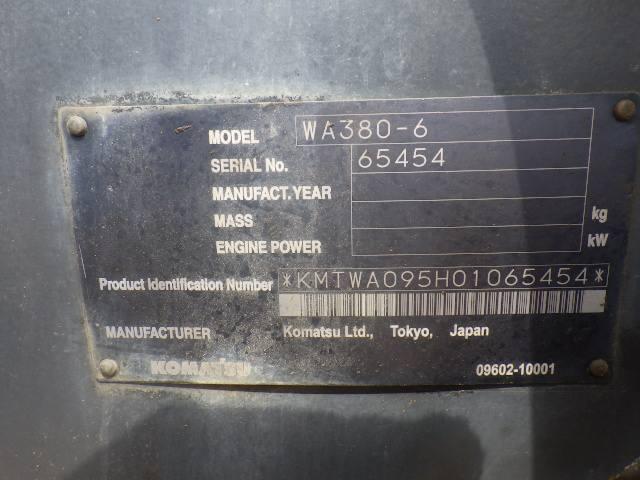 MODEL WA380-6
SERIAL No. 65454
MANUFACT.YEAR
MASS kg
ENGINE POWER kW
Product Identification Number *KMTWA095H01065454*
MANUFACTURER Komatsu Ltd., Tokyo, Japan
KOMATSU 09602-10001